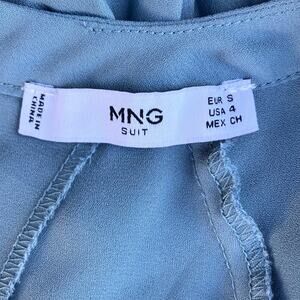 MADE IN
CHINA
MNG
SUIT
EUR S
USA 4
MEX CH